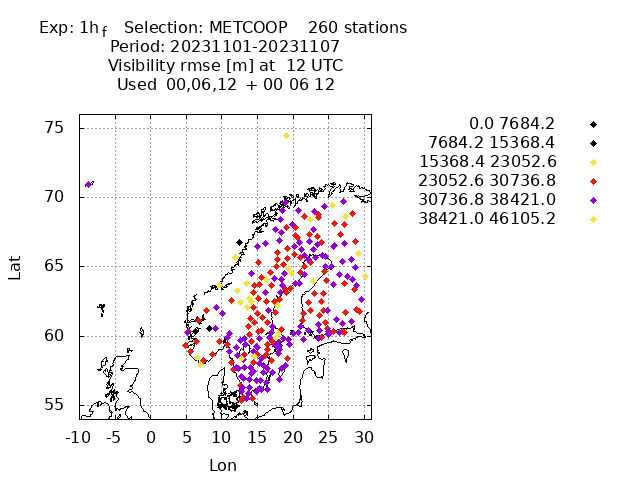 Exp: 1h_f Selection: METCOOP 260 stations
Period: 20231101-20231107
Visibility rmse [m] at 12 UTC
Used 00,06,12 + 00 06 12
0.0 7684.2
7684.2 15368.4
15368.4 23052.6
23052.6 30736.8
30736.8 38421.0
38421.0 46105.2
75
70
65
60
55
Lat
-10 -5 0 5 10 15 20 25 30
Lon